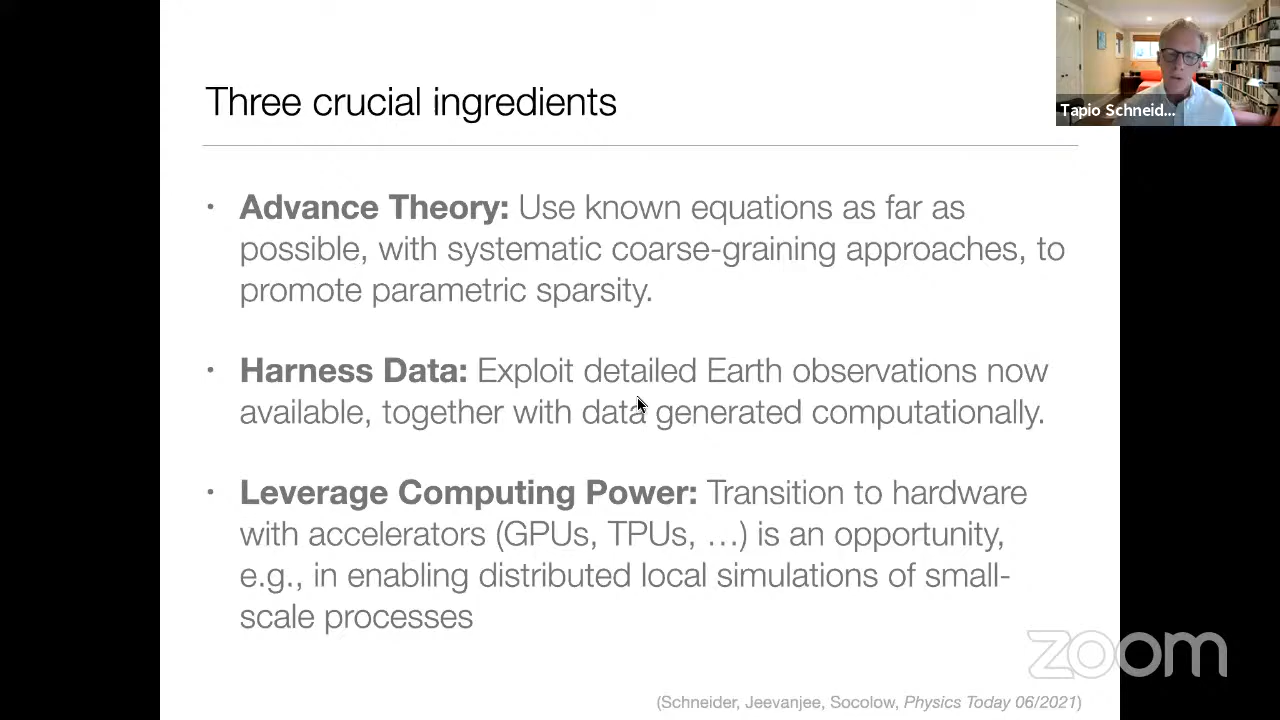 Three crucial ingredients
Tapio Schneid...
• Advance Theory: Use known equations as far as
possible, with systematic coarse-graining approaches, to
promote parametric sparsity.
• Harness Data: Exploit detailed Earth observations now
available, together with data generated computationally.
• Leverage Computing Power: Transition to hardware
with accelerators (GPUs, TPUs, …) is an opportunity,
e.g., in enabling distributed local simulations of small-
scale processes
zoom
(Schneider, Jeevanjee, Socolow, Physics Today 06/2021)